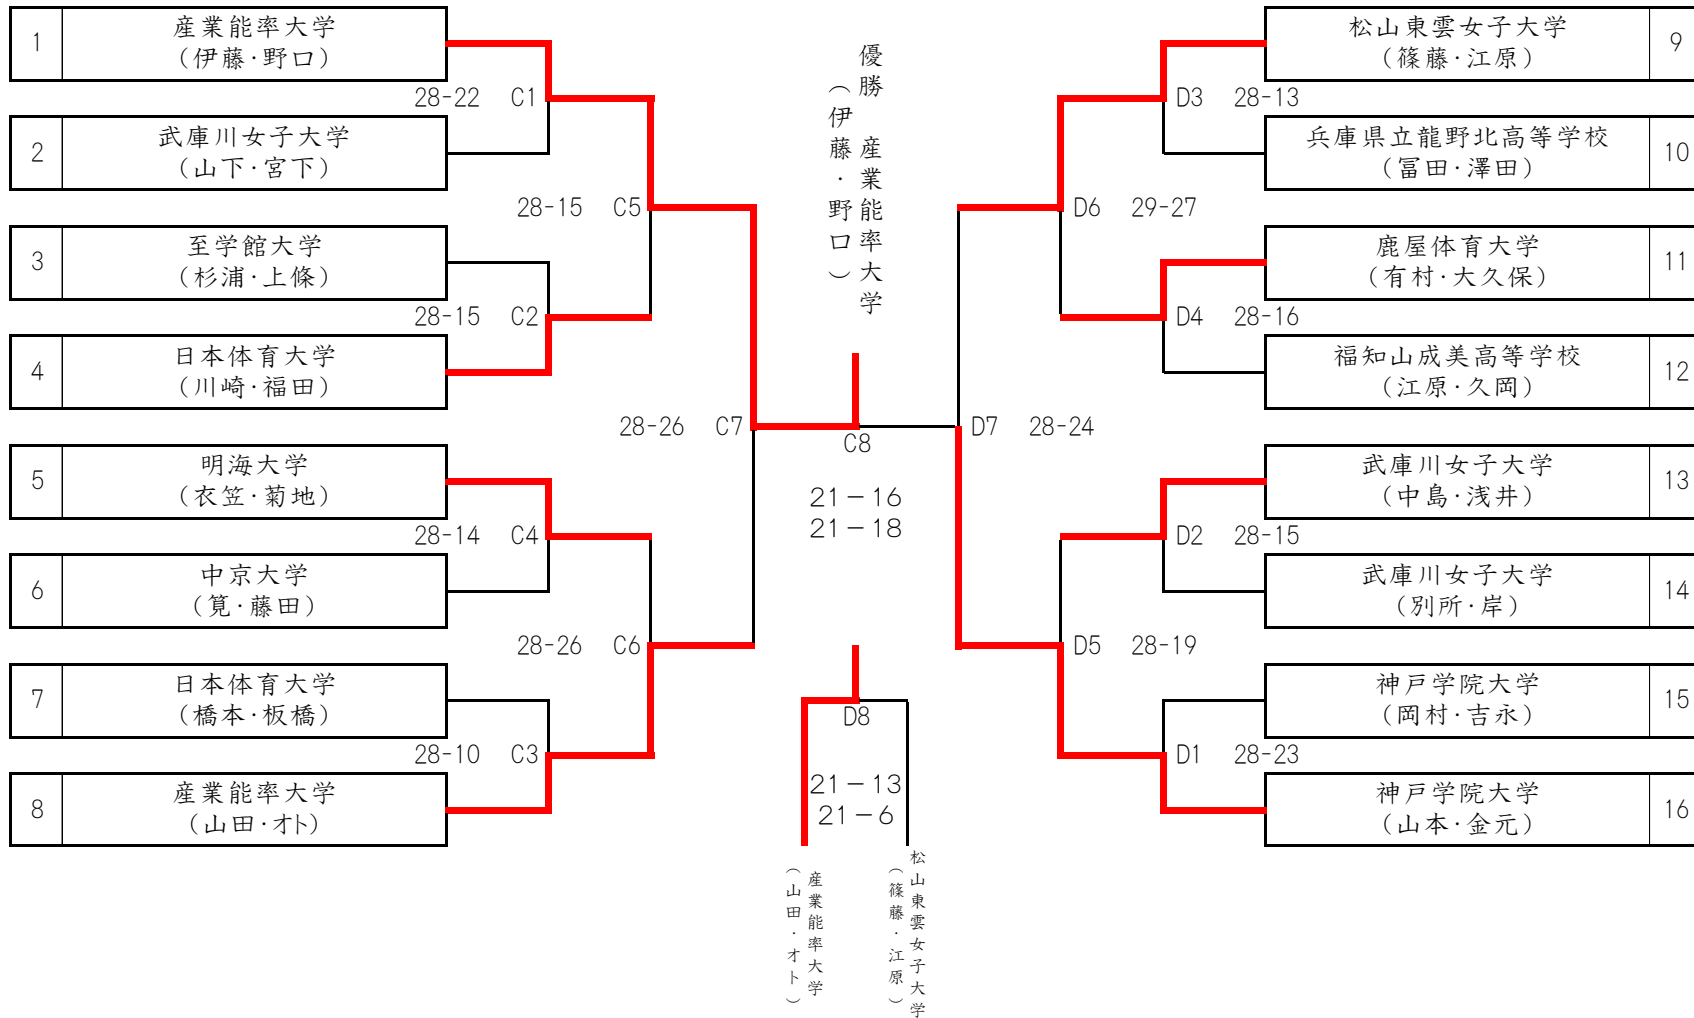 1
産業能率大学
(伊藤・野口)
28-22 C1
2
武庫川女子大学
(山下・宮下)
28-15 C5
3
至学館大学
(杉浦・上條)
28-15 C2
4
日本体育大学
(川崎・福田)
28-26 C7
5
明海大学
(衣笠・菊地)
28-14 C4
6
中京大学
(筧・藤田)
28-26 C6
7
日本体育大学
(橋本・板橋)
28-10 C3
8
産業能率大学
(山田・オト)
優勝 産業能率大学
(伊藤・野口)
C8
21-16
21-18
D8
21-13
21-6
産業能率大学
(山田・オト)
松山東雲女子大学
(篠藤・江原)
松山東雲女子大学
(篠藤・江原)
9
D3 28-13
兵庫県立龍野北高等学校
(冨田・澤田)
10
D6 29-27
鹿屋体育大学
(有村・大久保)
11
D4 28-16
福知山成美高等学校
(江原・久岡)
12
D7 28-24
武庫川女子大学
(中島・浅井)
13
D2 28-15
武庫川女子大学
(別所・岸)
14
D5 28-19
神戸学院大学
(岡村・吉永)
15
D1 28-23
神戸学院大学
(山本・金元)
16